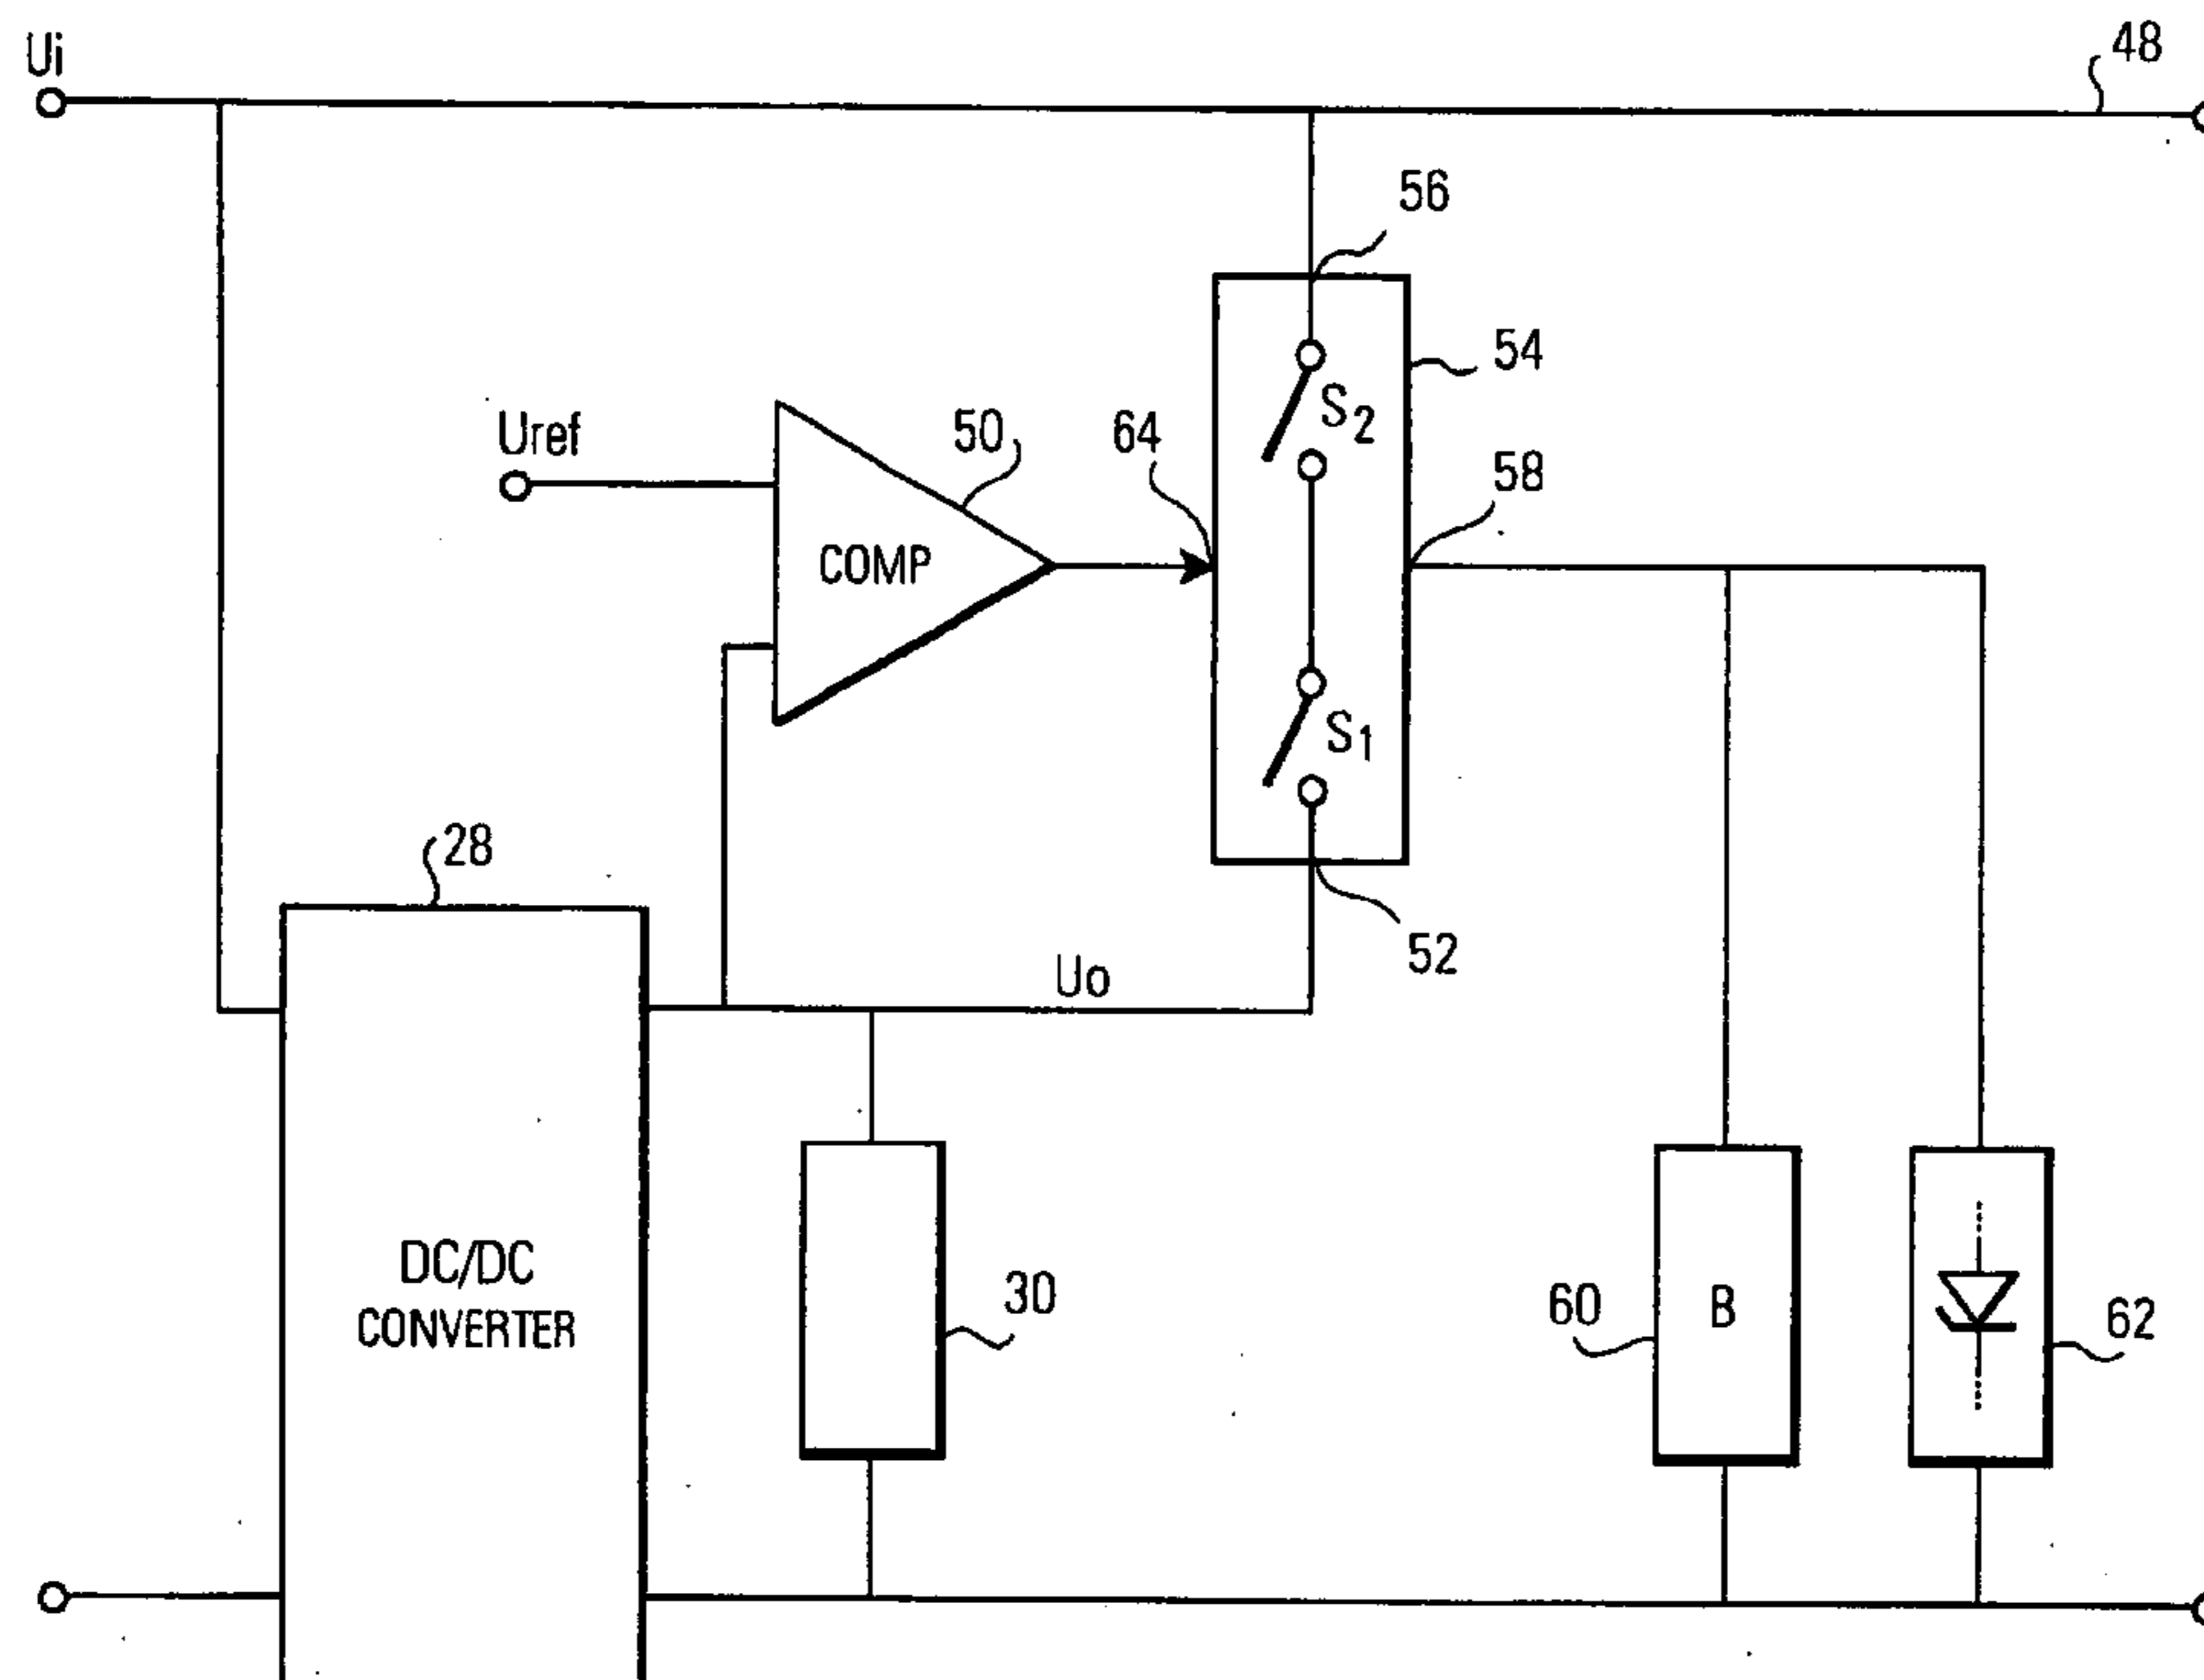 Ui
48
56
54
S2
Uref
50
64
58
COMP
S1
28
52
Uo
DC/DC
CONVERTER
30
60
B
62